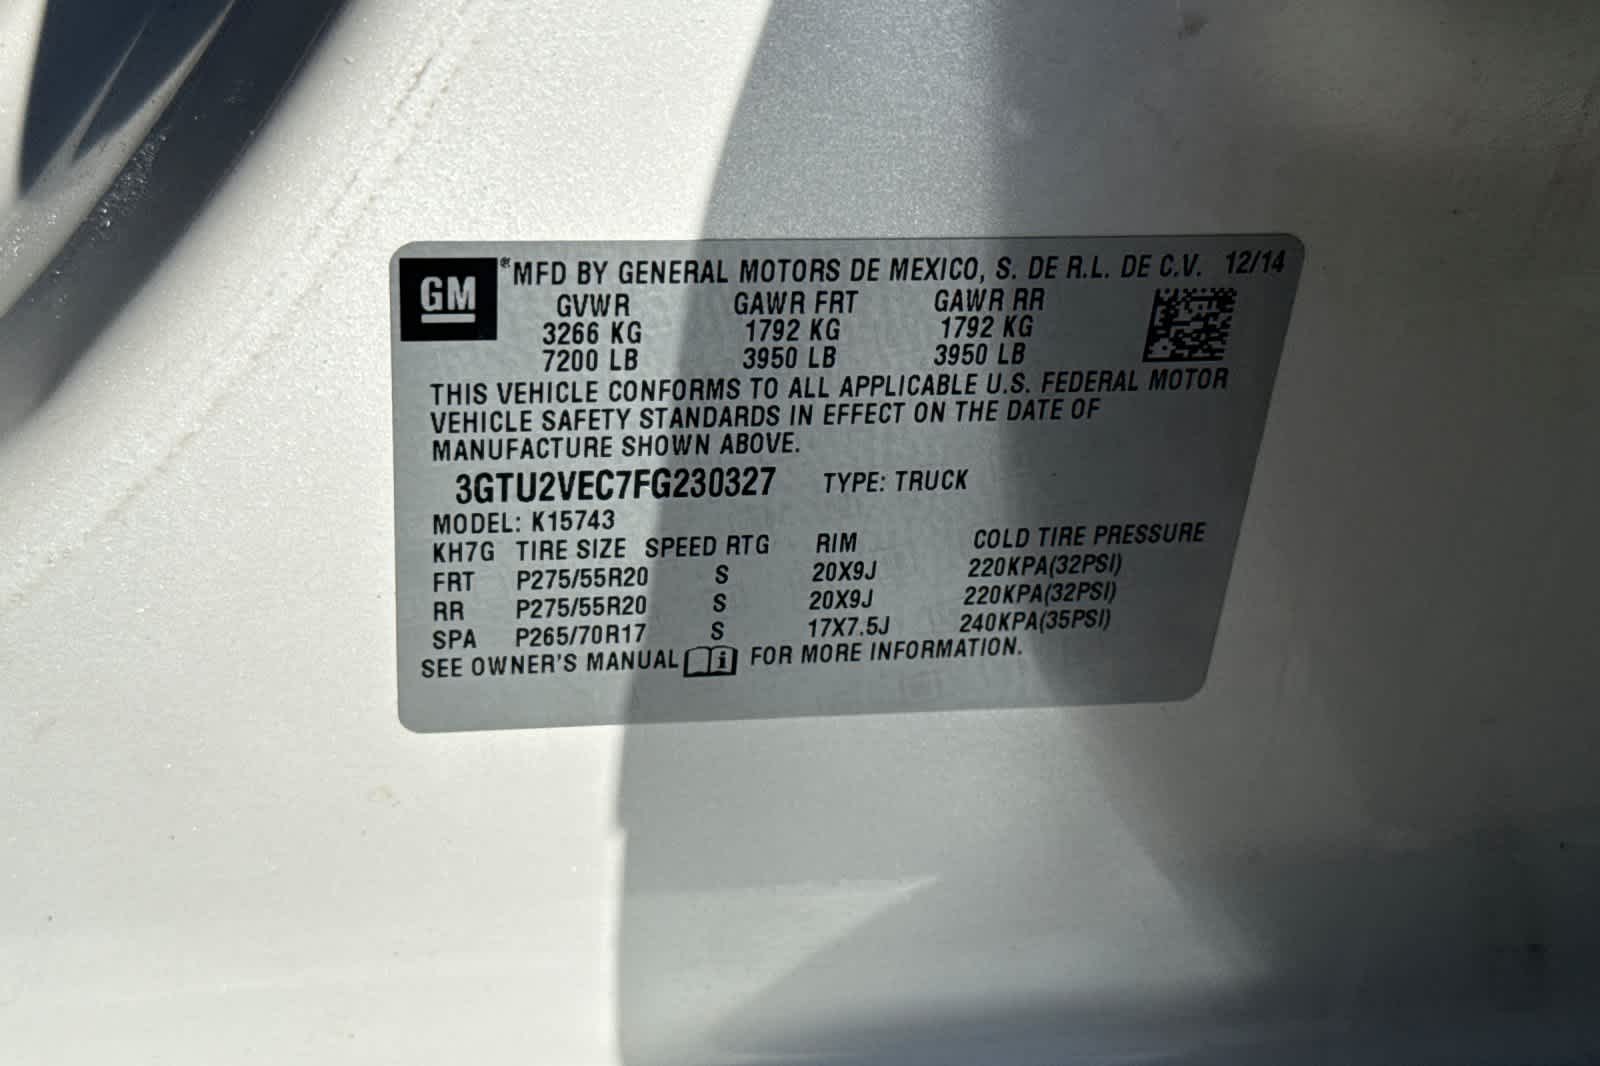 GM ® MFD BY GENERAL MOTORS DE MEXICO, S. DE R.L. DE C.V. 12/14
GVWR GAWR FRT GAWR RR
3266 KG 1792 KG 1792 KG
7200 LB 3950 LB 3950 LB
THIS VEHICLE CONFORMS TO ALL APPLICABLE U.S. FEDERAL MOTOR
VEHICLE SAFETY STANDARDS IN EFFECT ON THE DATE OF
MANUFACTURE SHOWN ABOVE.
3GTU2VEC7FG230327 TYPE: TRUCK
MODEL: K15743
KH7G TIRE SIZE SPEED RTG RIM COLD TIRE PRESSURE
FRT P275/55R20 S 20X9J 220KPA(32PSI)
RR P275/55R20 S 20X9J 220KPA(32PSI)
SPA P265/70R17 S 17X7.5J 240KPA(35PSI)
SEE OWNER'S MANUAL i FOR MORE INFORMATION.